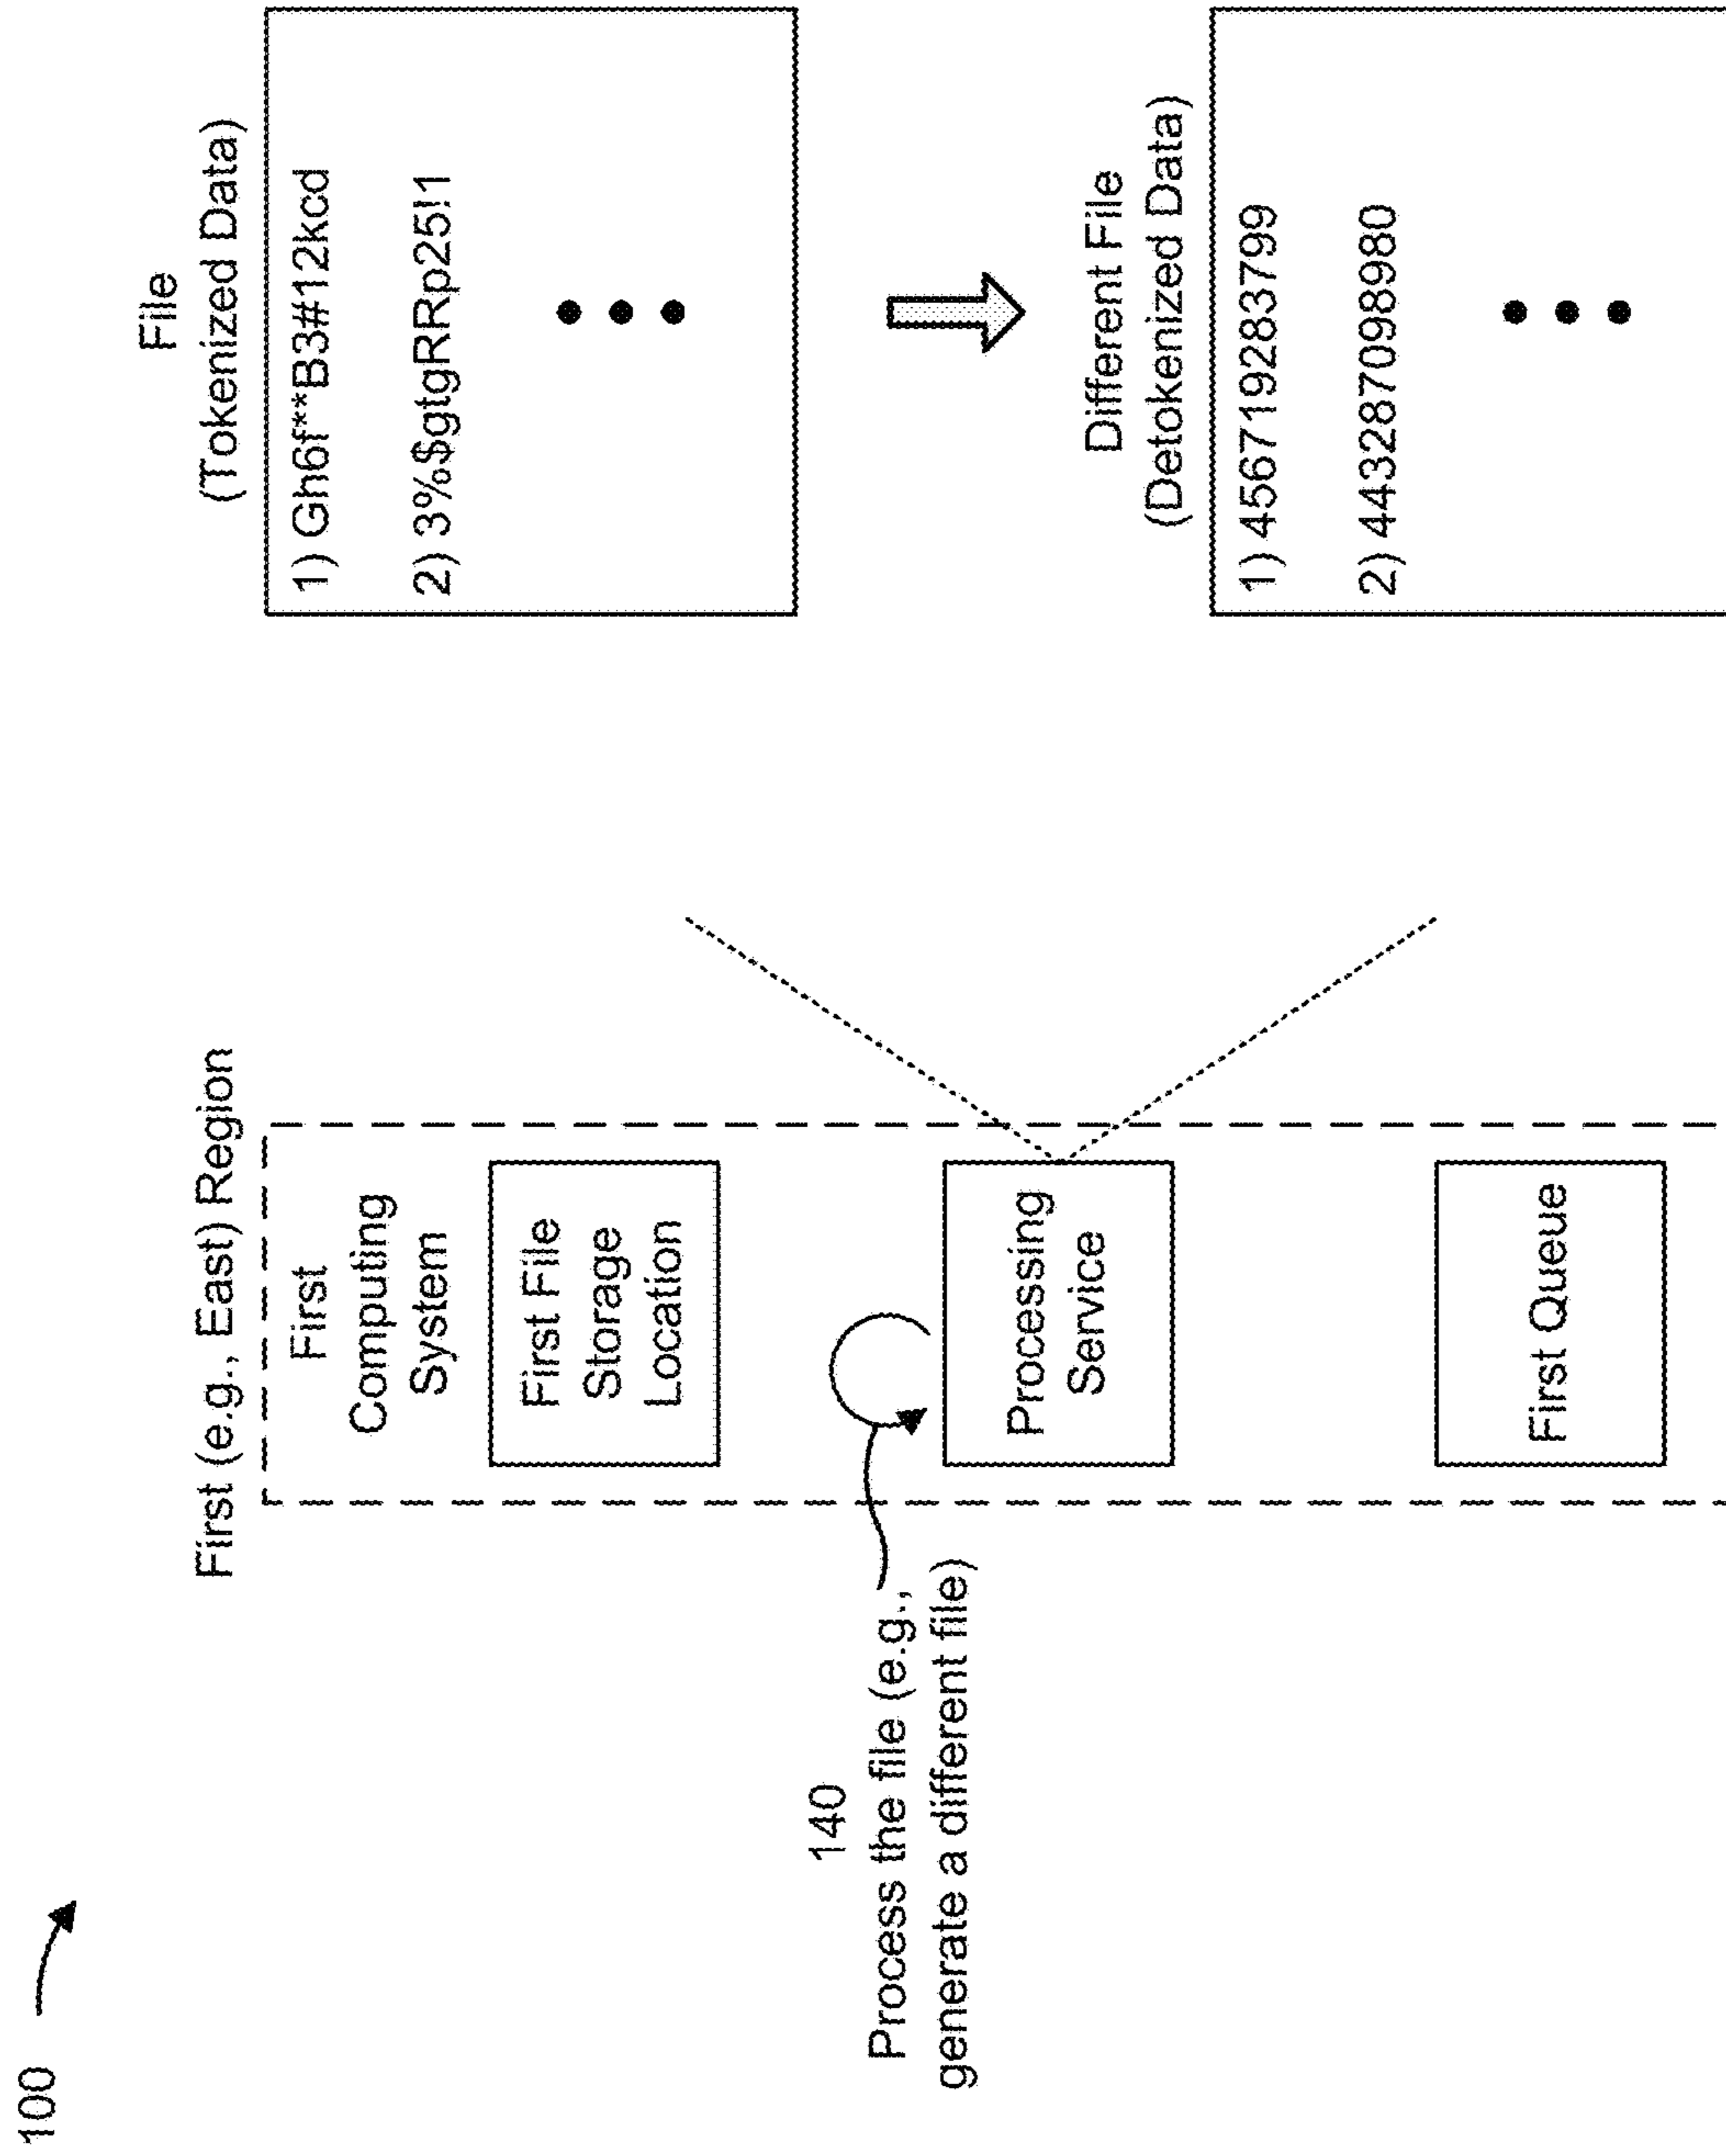 100
First (e.g., East) Region
First
Computing
System
First File
Storage
Location
140
Process the file (e.g.,
generate a different file)
Processing
Service
First Queue
File
(Tokenized Data)
1) Gh6f**B3#12kcd
2) 3%$gtgRRp25!1
Different File
(Detokenized Data)
1) 456719283799
2) 443287098980